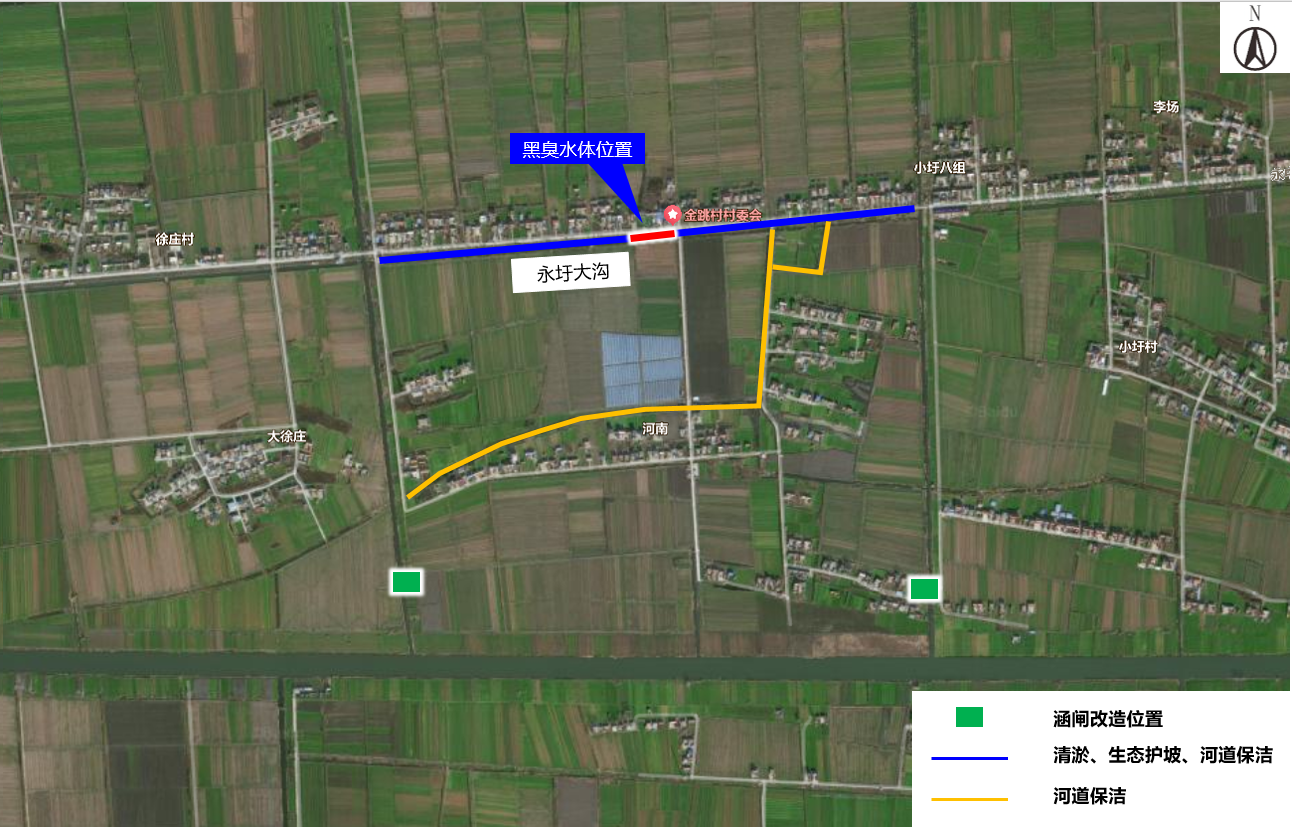 N
李场
黑臭水体位置
小圩八组
金跳村村委会
徐庄村
永圩大沟
小圩村
Baidu
河南
大徐庄
涵闸改造位置
清淤、生态护坡、河道保洁
河道保洁